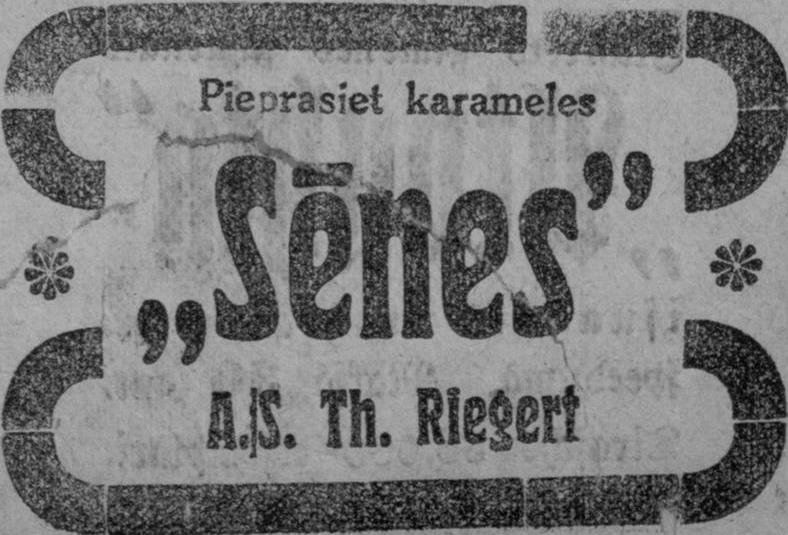 Pieprasiet karameles
„Sēnes”
A./S. Th. Riegert